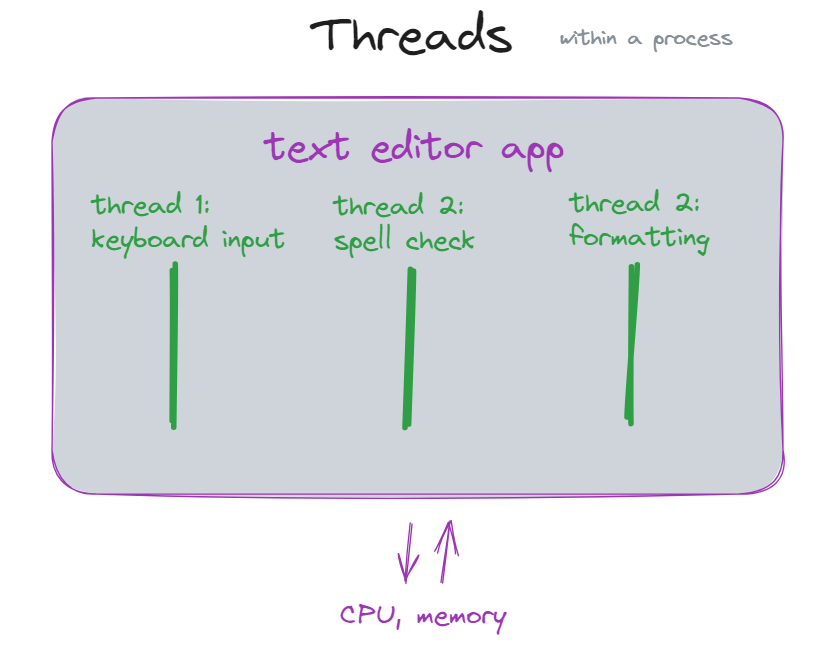 Threads within a process
text editor app
thread 1:
keyboard input
thread 2:
spell check
thread 2:
formatting
CPU, memory